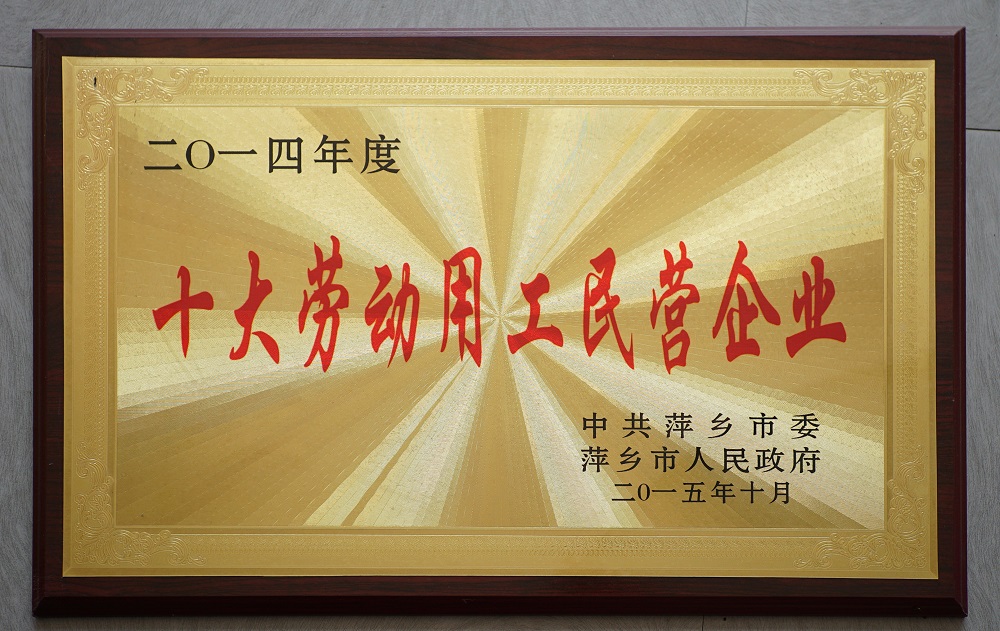 二O一四年度
十大劳动用工民营企业
中共萍乡市委
萍乡市人民政府
二0一五年十月